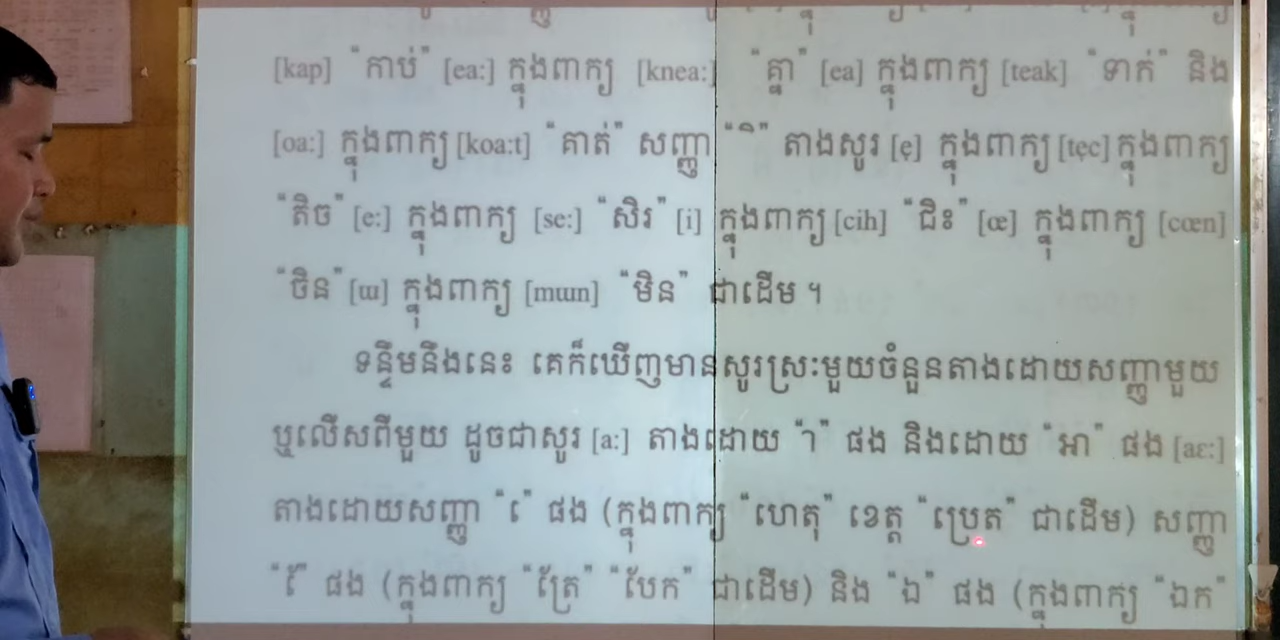 [kap] “កាប់” [ea:] ក្នុងពាក្យ [knea:] “គ្នា” [ea] ក្នុងពាក្យ [teak] “ទាក់” និង
[oa:] ក្នុងពាក្យ [koa:t] “គាត់” សញ្ញា “ិ” តាងសូរ [ẹ] ក្នុងពាក្យ [tẹc] ក្នុងពាក្យ
“តិច” [e:] ក្នុងពាក្យ [se:] “សិរ” [i] ក្នុងពាក្យ [cih] “ជិះ” [œ] ក្នុងពាក្យ [cœn]
“ចិន” [ɯ] ក្នុងពាក្យ [mɯn] “មិន” ជាដើម ។
ទន្ទឹមនឹងនេះ គេក៏ឃើញមានសូរស្រះមួយចំនួនតាងដោយសញ្ញាមួយ
ឬលើសពីមួយ ដូចជាសូរ [a:] តាងដោយ “ា” ផង និងដោយ “អា” ផង [aɛ:]
តាងដោយសញ្ញា “េ” ផង (ក្នុងពាក្យ “ហេតុ” ខេត្ត “ប្រេត” ជាដើម) សញ្ញា
“ែ” ផង (ក្នុងពាក្យ “ត្រែ” “បែក” ជាដើម) និង “ឯ” ផង (ក្នុងពាក្យ “ឯក”